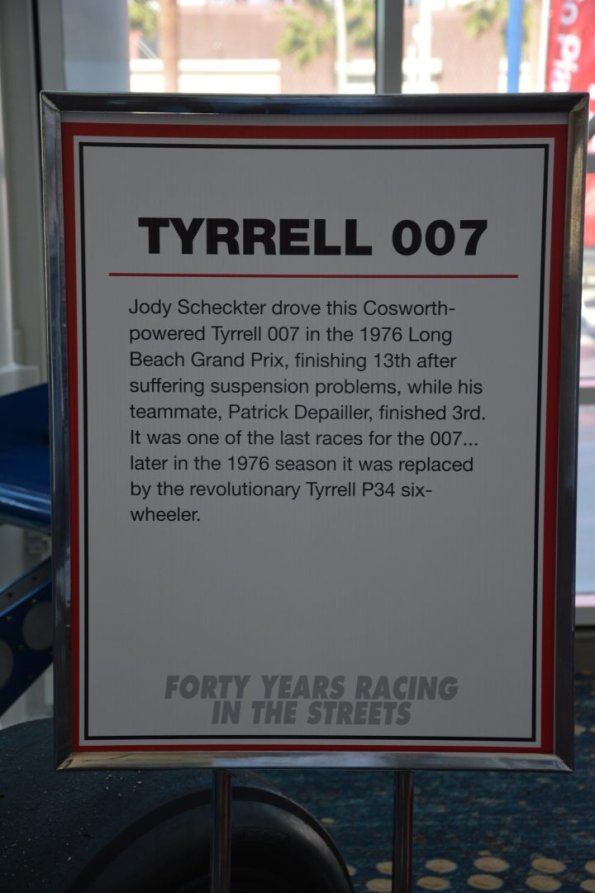 o Pla
TYRRELL 007
Jody Scheckter drove this Cosworth-
powered Tyrrell 007 in the 1976 Long
Beach Grand Prix, finishing 13th after
suffering suspension problems, while his
teammate, Patrick Depailler, finished 3rd.
It was one of the last races for the 007...
later in the 1976 season it was replaced
by the revolutionary Tyrrell P34 six-
wheeler.
FORTY YEARS RACING
IN THE STREETS